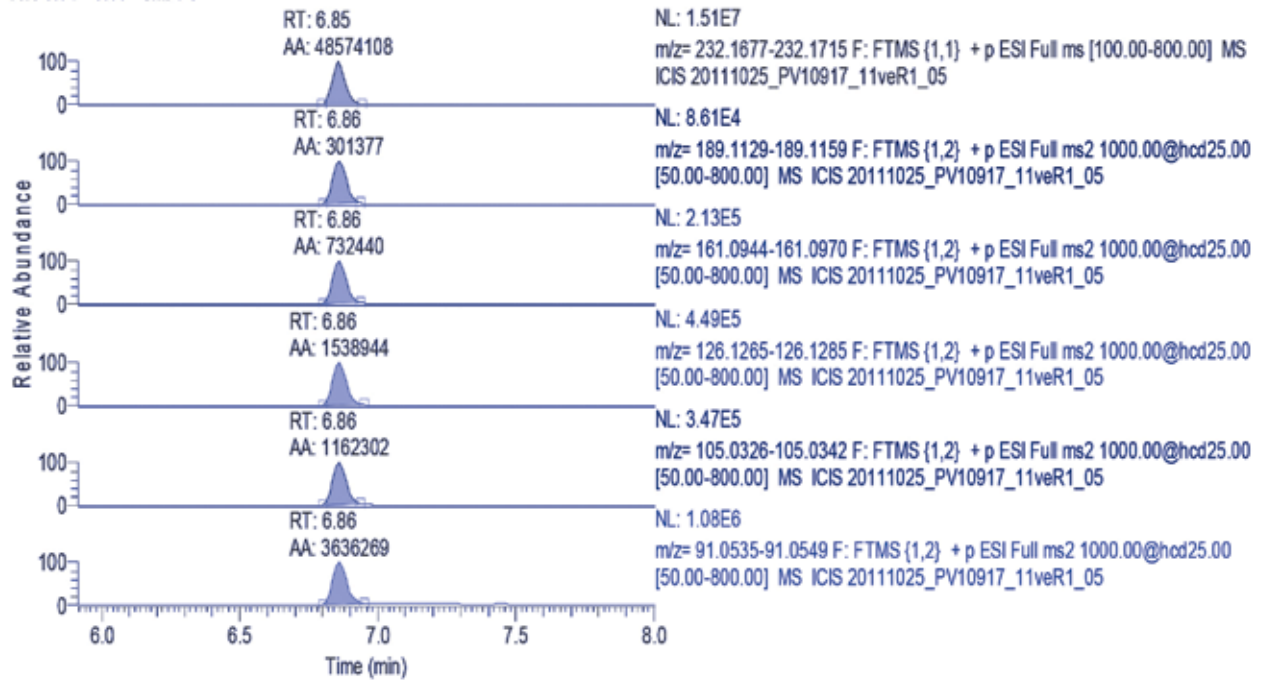 RT: 6.85
AA: 48574108
NL: 1.51E7
m/z= 232.1677-232.1715 F: FTMS {1,1} + p ESI Full ms [100.00-800.00] MS
ICIS 20111025_PV10917_11veR1_05
100
0
RT: 6.86
AA: 301377
NL: 8.61E4
m/z= 189.1129-189.1159 F: FTMS {1,2} + p ESI Full ms2 1000.00@hcd25.00
[50.00-800.00] MS ICIS 20111025_PV10917_11veR1_05
100
0
RT: 6.86
AA: 732440
NL: 2.13E5
m/z= 161.0944-161.0970 F: FTMS {1,2} + p ESI Full ms2 1000.00@hcd25.00
[50.00-800.00] MS ICIS 20111025_PV10917_11veR1_05
100
0
RT: 6.86
AA: 1538944
NL: 4.49E5
m/z= 126.1265-126.1285 F: FTMS {1,2} + p ESI Full ms2 1000.00@hcd25.00
[50.00-800.00] MS ICIS 20111025_PV10917_11veR1_05
100
0
RT: 6.86
AA: 1162302
NL: 3.47E5
m/z= 105.0326-105.0342 F: FTMS {1,2} + p ESI Full ms2 1000.00@hcd25.00
[50.00-800.00] MS ICIS 20111025_PV10917_11veR1_05
100
0
RT: 6.86
AA: 3636269
NL: 1.08E6
m/z= 91.0535-91.0549 F: FTMS {1,2} + p ESI Full ms2 1000.00@hcd25.00
[50.00-800.00] MS ICIS 20111025_PV10917_11veR1_05
100
0
Relative Abundance
6.0 6.5 7.0 7.5 8.0
Time (min)